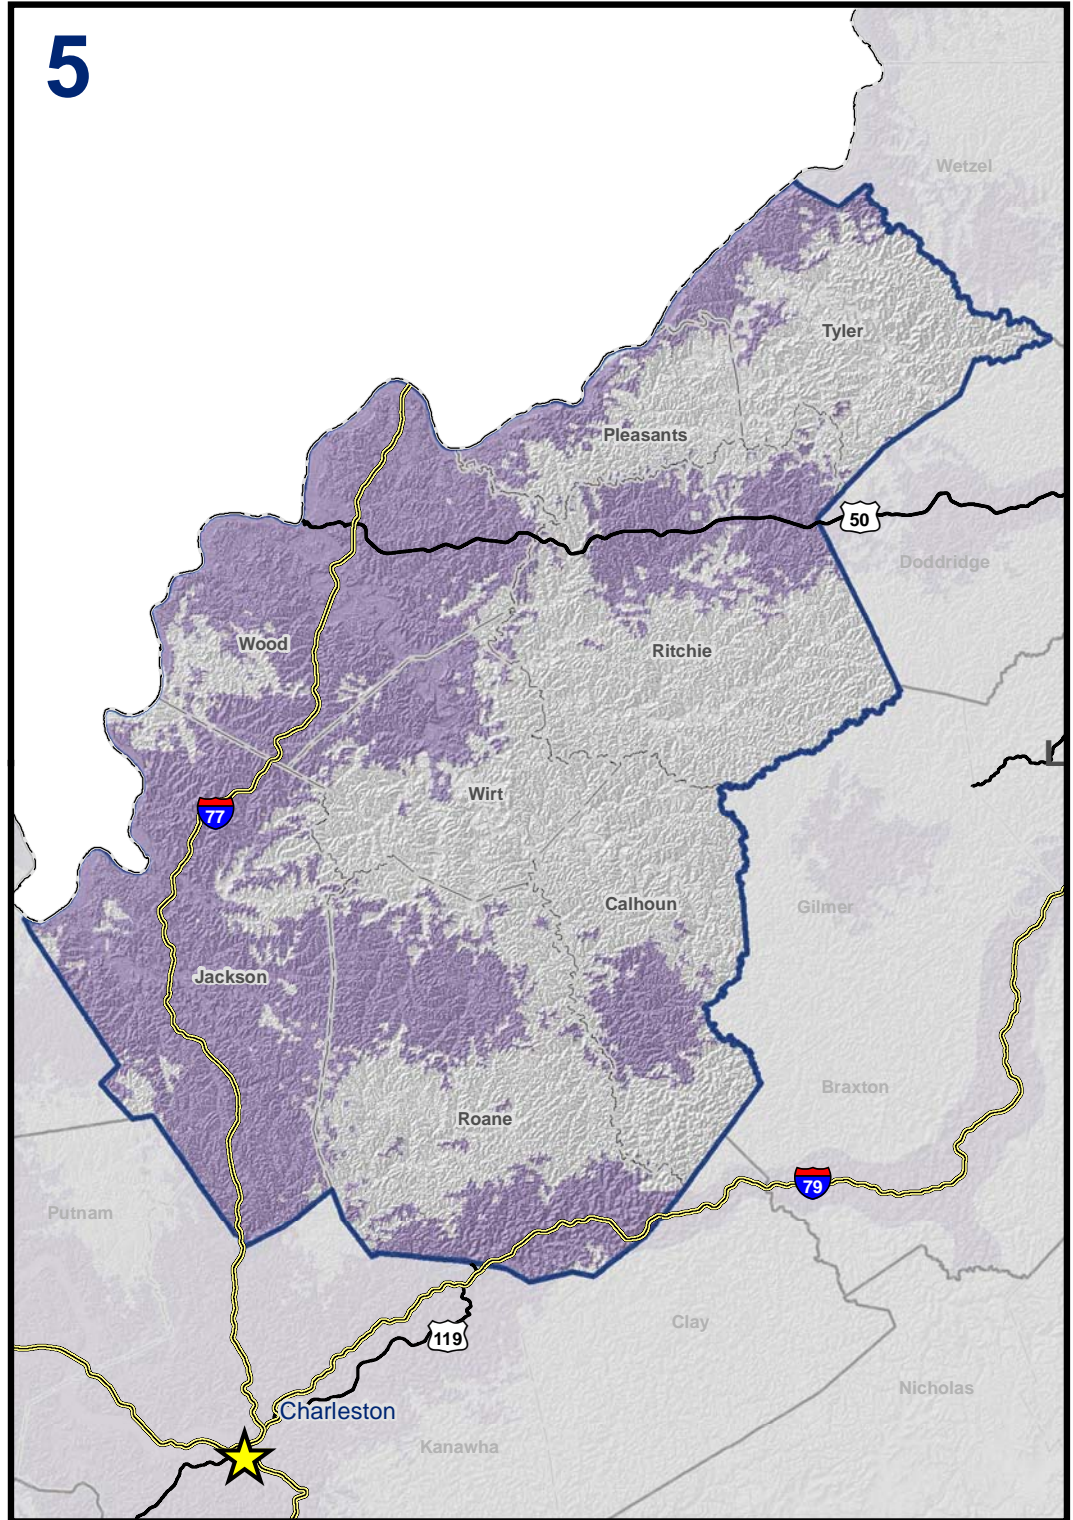 5
Wetzel
Tyler
Pleasants
50
Doddridge
Wood
Ritchie
Wirt
77
Calhoun
Gilmer
Jackson
Braxton
Roane
79
Putnam
Clay
119
Nicholas
Charleston
Kanawha